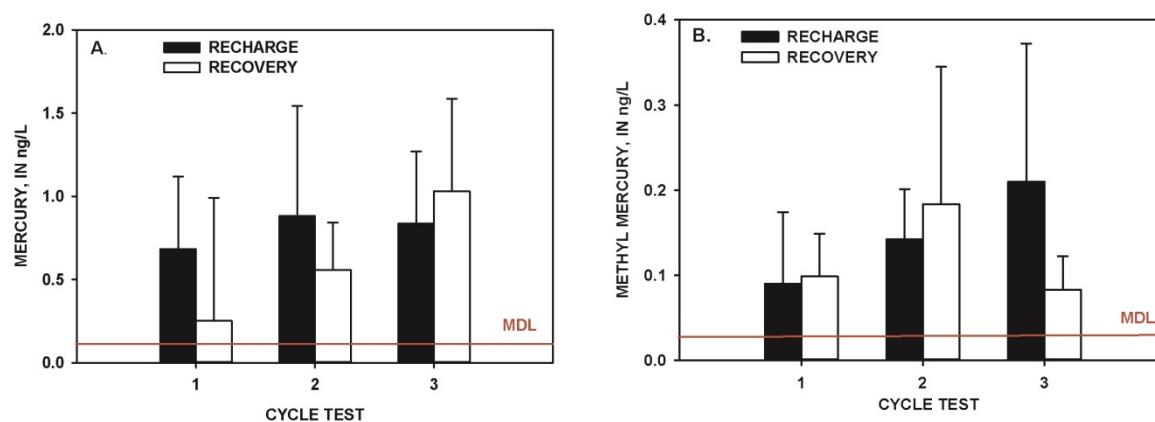 A.
RECHARGE
RECOVERY
MERCURY, IN ng/L
2.0
1.5
1.0
0.5
0.0
MDL
1 2 3
CYCLE TEST
B.
RECHARGE
RECOVERY
METHYL MERCURY, IN ng/L
0.4
0.3
0.2
0.1
0.0
MDL
1 2 3
CYCLE TEST